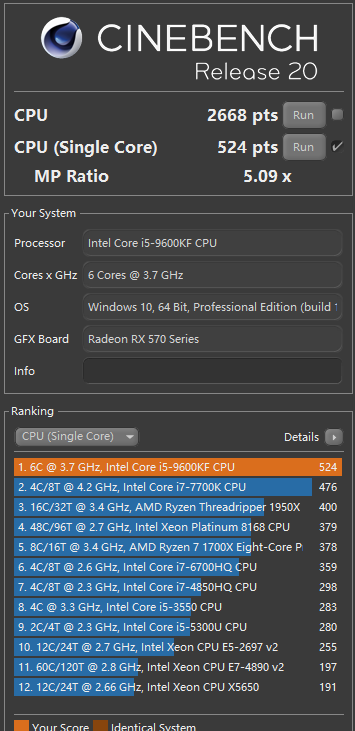 CINEBENCH
Release 20
CPU 2668 pts Run
CPU (Single Core) 524 pts Run
MP Ratio 5.09 x
Your System
Processor Intel Core i5-9600KF CPU
Cores x GHz 6 Cores @ 3.7 GHz
OS Windows 10, 64 Bit, Professional Edition (build
GFX Board Radeon RX 570 Series
Info
Ranking
CPU (Single Core) Details
1. 6C @ 3.7 GHz, Intel Core i5-9600KF CPU 524
2. 4C/8T @ 4.2 GHz, Intel Core i7-7700K CPU 476
3. 16C/32T @ 3.4 GHz, AMD Ryzen Threadripper 1950X 400
4. 48C/96T @ 2.7 GHz, Intel Xeon Platinum 8168 CPU 379
5. 8C/16T @ 3.4 GHz, AMD Ryzen 7 1700X Eight-Core P 378
6. 4C/8T @ 2.6 GHz, Intel Core i7-6700HQ CPU 359
7. 4C/8T @ 2.3 GHz, Intel Core i7-4850HQ CPU 298
8. 4C @ 3.3 GHz, Intel Core i5-3550 CPU 283
9. 2C/4T @ 2.3 GHz, Intel Core i5-5300U CPU 280
10. 12C/24T @ 2.7 GHz, Intel Xeon CPU E5-2697 v2 255
11. 60C/120T @ 2.8 GHz, Intel Xeon CPU E7-4890 v2 197
12. 12C/24T @ 2.66 GHz, Intel Xeon CPU X5650 191
Your Score Identical System